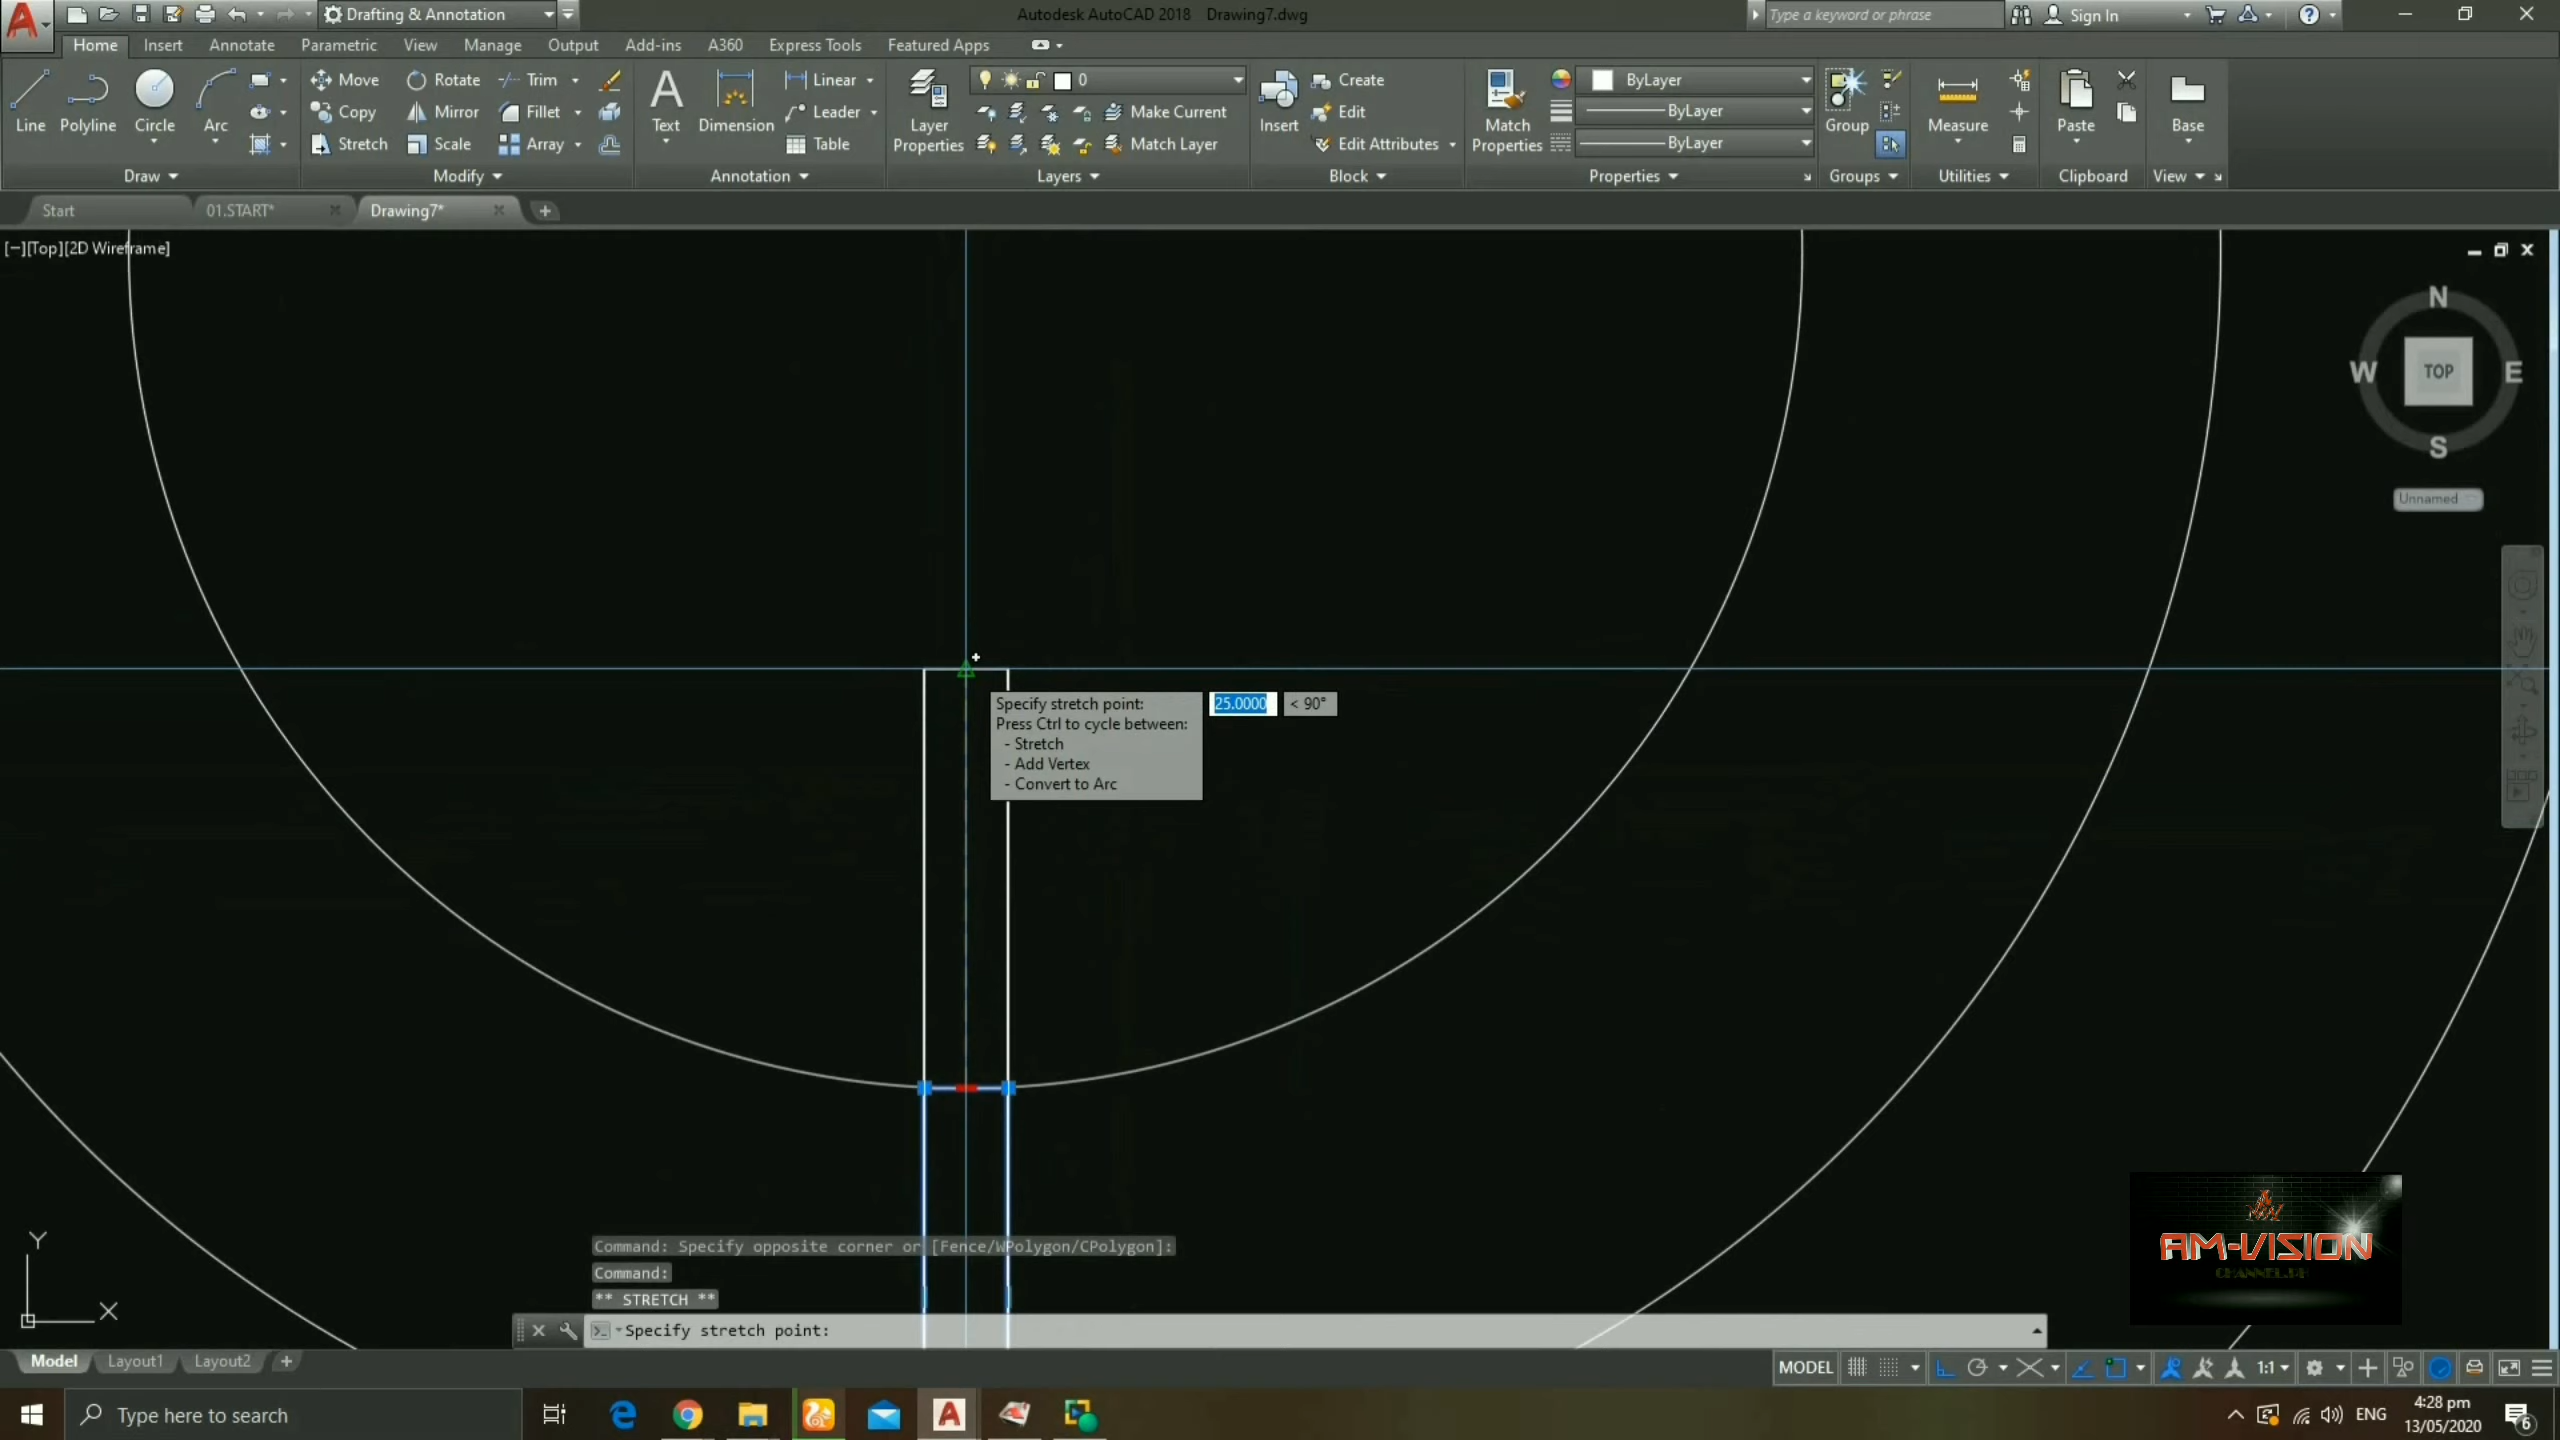 Drafting & Annotation
Autodesk AutoCAD 2018 Drawing7.dwg
Type a keyword or phrase
Sign In
Home Insert Annotate Parametric View Manage Output Add-ins A360 Express Tools Featured Apps
Line Polyline Circle Arc
Move Rotate Trim
Copy Mirror Fillet
Stretch Scale Array
Text Dimension
Linear
Leader
Table
Layer Properties
0
Make Current
Match Layer
Insert
Create
Edit
Edit Attributes
Match Properties
ByLayer
ByLayer
ByLayer
Group
Measure
Paste
Base
Draw Modify Annotation Layers Block Properties Groups Utilities Clipboard View
Start 01.START* Drawing7*
[−][Top][2D Wireframe]
N
W TOP E
S
Unnamed
Specify stretch point: 25.0000 < 90°
Press Ctrl to cycle between:
- Stretch
- Add Vertex
- Convert to Arc
Command: Specify opposite corner or [Fence/WPolygon/CPolygon]:
Command:
** STRETCH **
Specify stretch point:
Y
X
AM-VISION
CHANNEL.PH
Model Layout1 Layout2
MODEL 1:1
Type here to search
ENG
4:28 pm
13/05/2020
6